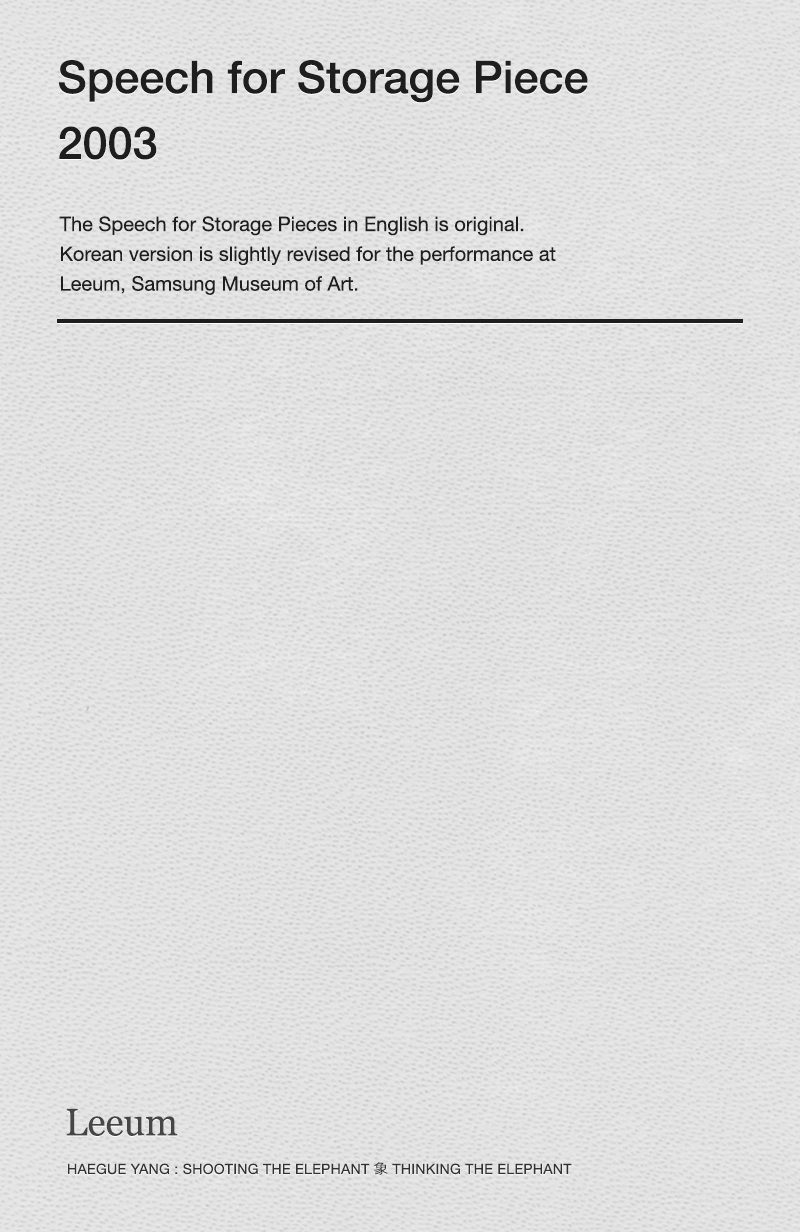 Speech for Storage Piece
2003
The Speech for Storage Pieces in English is original.
Korean version is slightly revised for the performance at
Leeum, Samsung Museum of Art.
Leeum
HAEGUE YANG : SHOOTING THE ELEPHANT 象 THINKING THE ELEPHANT